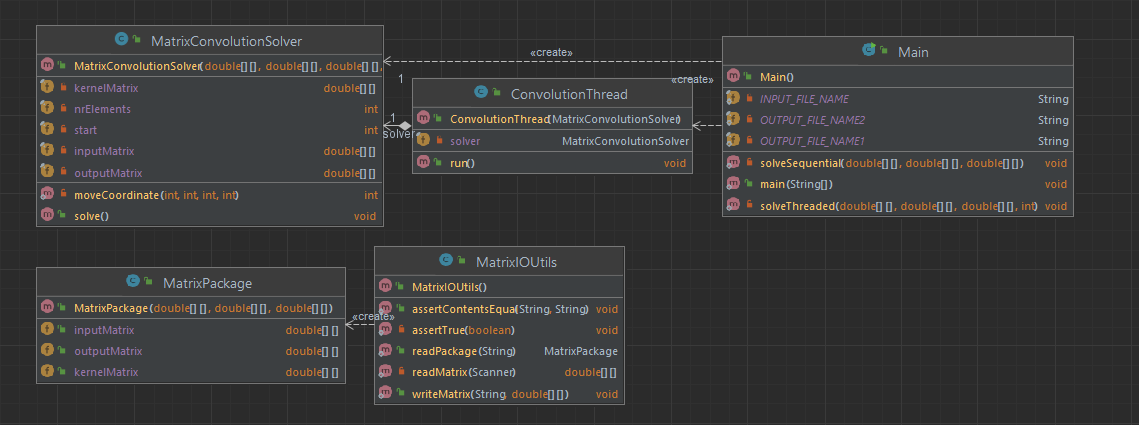 MatrixConvolutionSolver
MatrixConvolutionSolver(double[][], double[][], double[][],
kernelMatrix double[][]
nrElements int
start int
inputMatrix double[][]
outputMatrix double[][]
moveCoordinate(int, int, int, int) int
solve() void
«create»
1
1
solver
«create»
ConvolutionThread
ConvolutionThread(MatrixConvolutionSolver)
solver MatrixConvolutionSolver
run() void
Main
Main()
INPUT_FILE_NAME String
OUTPUT_FILE_NAME2 String
OUTPUT_FILE_NAME1 String
solveSequential(double[][], double[][], double[][]) void
main(String[]) void
solveThreaded(double[][], double[][], double[][], int) void
MatrixPackage
MatrixPackage(double[][], double[][], double[][])
inputMatrix double[][]
outputMatrix double[][]
kernelMatrix double[][]
«create»
MatrixIOUtils
MatrixIOUtils()
assertContentsEqual(String, String) void
assertTrue(boolean) void
readPackage(String) MatrixPackage
readMatrix(Scanner) double[][]
writeMatrix(String, double[][]) void